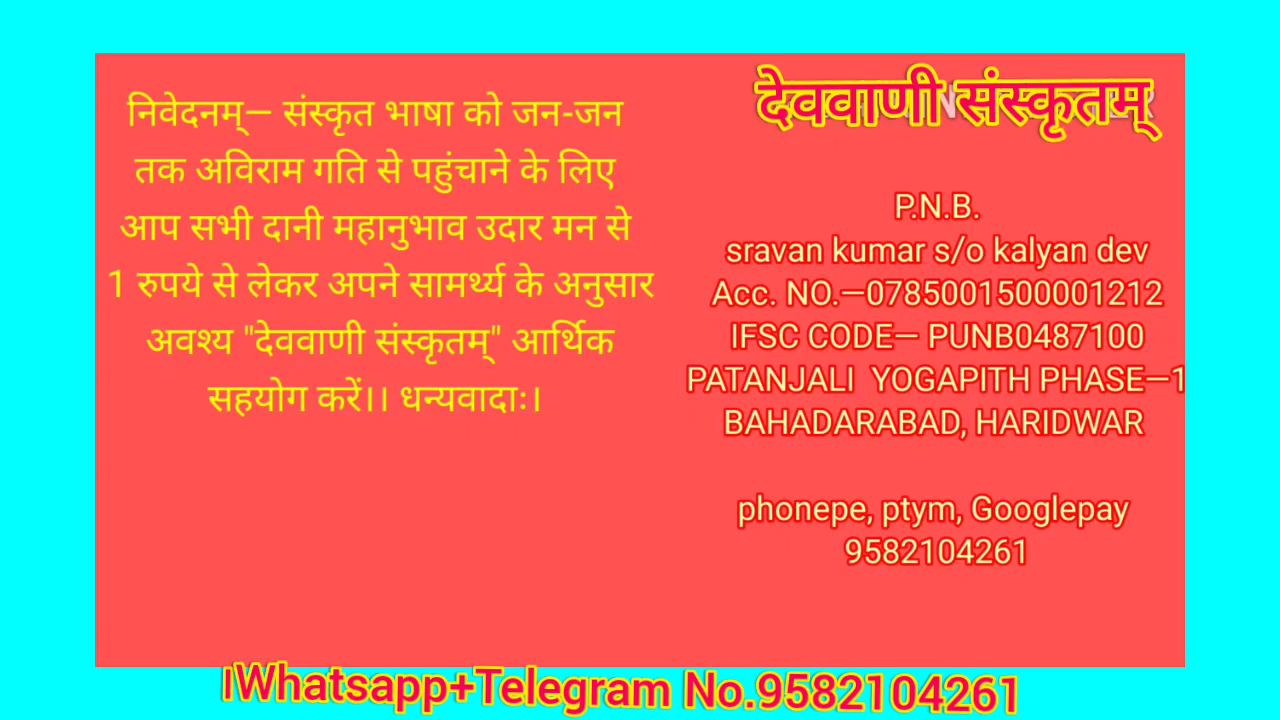 देववाणी संस्कृतम्
निवेदनम्— संस्कृत भाषा को जन-जन
तक अविराम गति से पहुंचाने के लिए
आप सभी दानी महानुभाव उदार मन से
1 रुपये से लेकर अपने सामर्थ्य के अनुसार
अवश्य "देववाणी संस्कृतम्" आर्थिक
सहयोग करें।। धन्यवादाः।
P.N.B.
sravan kumar s/o kalyan dev
Acc. NO.—0785001500001212
IFSC CODE— PUNB0487100
PATANJALI YOGAPITH PHASE—1
BAHADARABAD, HARIDWAR
phonepe, ptym, Googlepay
9582104261
Whatsapp+Telegram No.9582104261